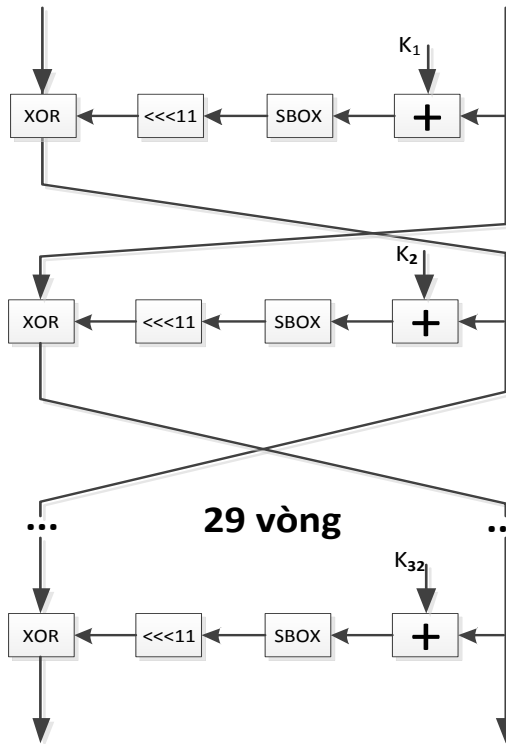 K1
XOR <<<11 SBOX +
K2
XOR <<<11 SBOX +
... 29 vòng ...
K32
XOR <<<11 SBOX +